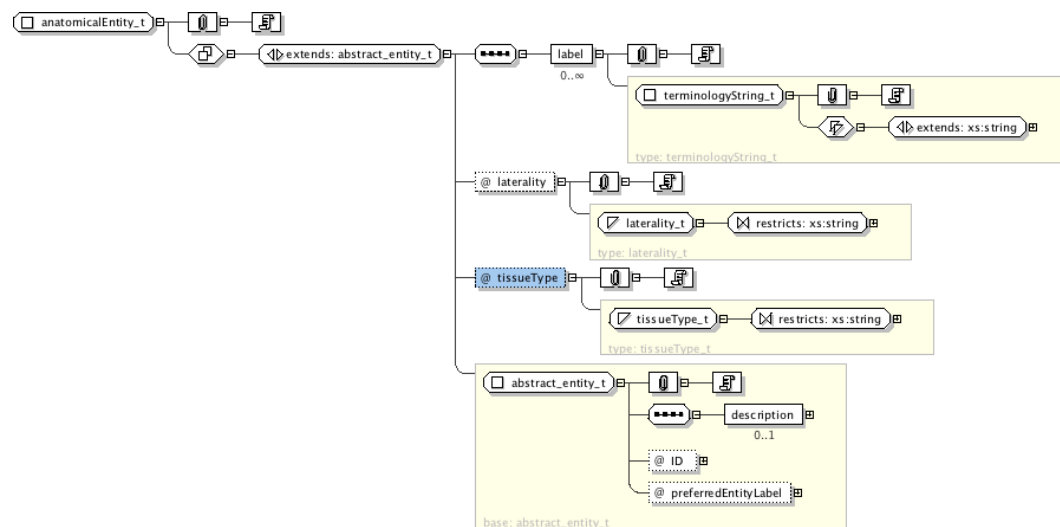 anatomicalEntity_t
extends: abstract_entity_t
label
0..∞
terminologyString_t
extends: xs:string
type: terminologyString_t
@ laterality
laterality_t
restricts: xs:string
type: laterality_t
@ tissueType
tissueType_t
restricts: xs:string
type: tissueType_t
abstract_entity_t
description
0..1
@ ID
@ preferredEntityLabel
base: abstract_entity_t